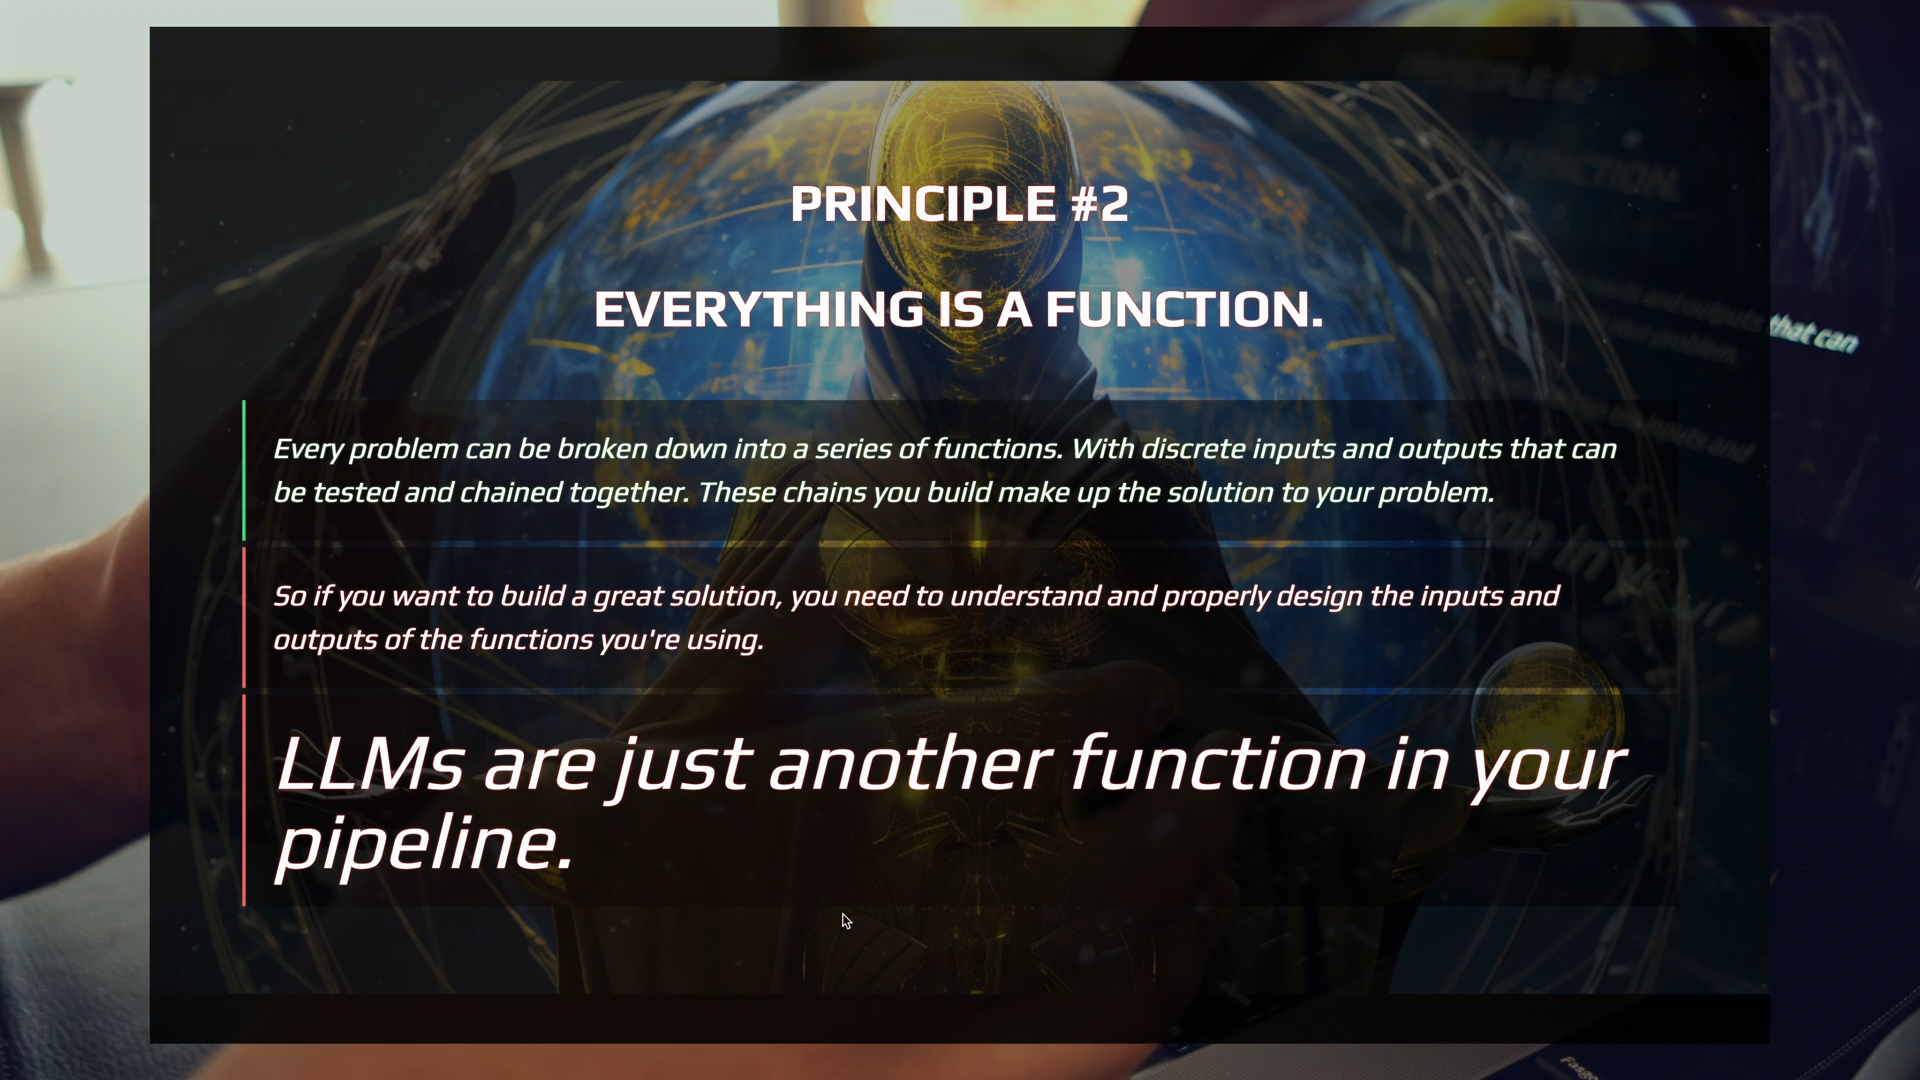 PRINCIPLE #2
EVERYTHING IS A FUNCTION.
Every problem can be broken down into a series of functions. With discrete inputs and outputs that can
be tested and chained together. These chains you build make up the solution to your problem.
So if you want to build a great solution, you need to understand and properly design the inputs and
outputs of the functions you're using.
LLMs are just another function in your
pipeline.
that can